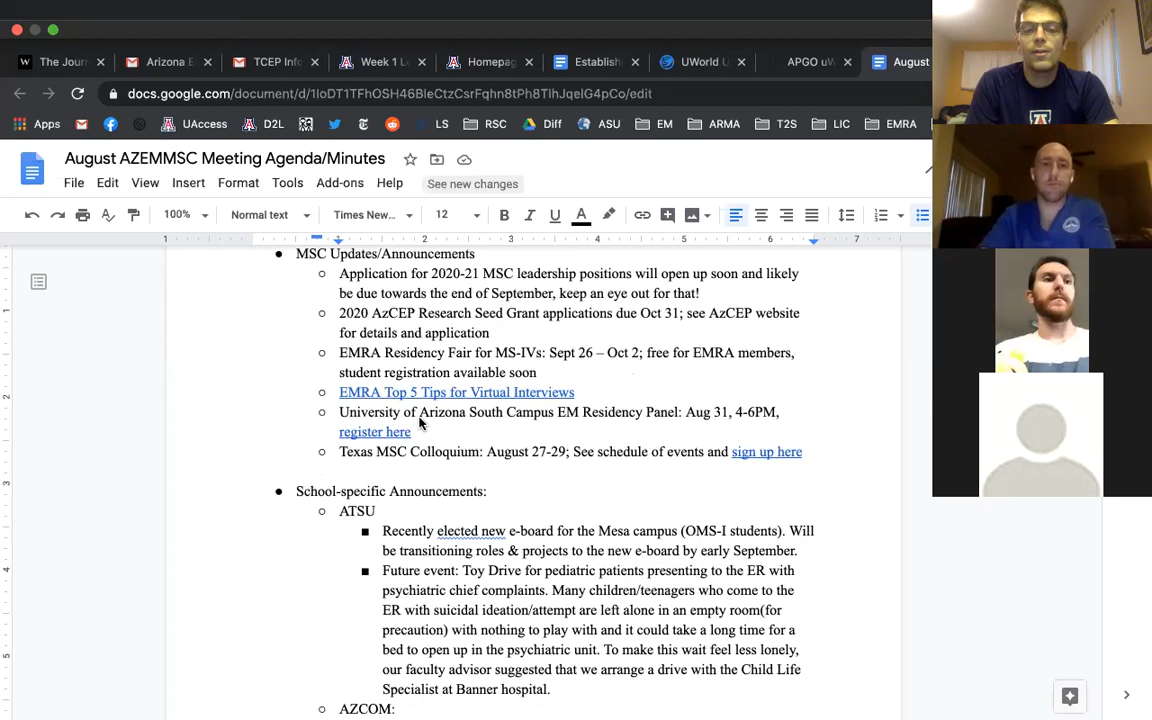 The Journ
Arizona E
TCEP Info
Week 1 Le
Homepag
Establish
UWorld U
APGO uW
August
docs.google.com/document/d/1IoDT1TFhOSH46BleCtzCsrFqhn8tPh8TlhJqelG4pCo/edit
Apps
UAccess
D2L
LS
RSC
Diff
ASU
EM
ARMA
T2S
LIC
EMRA
August AZEMMSC Meeting Agenda/Minutes
File Edit View Insert Format Tools Add-ons Help See new changes
100% Normal text Times New... 12 B I U A
1 1 2 3 4 5 6 7
MSC Updates/Announcements
Application for 2020-21 MSC leadership positions will open up soon and likely
be due towards the end of September, keep an eye out for that!
2020 AzCEP Research Seed Grant applications due Oct 31; see AzCEP website
for details and application
EMRA Residency Fair for MS-IVs: Sept 26 – Oct 2; free for EMRA members,
student registration available soon
EMRA Top 5 Tips for Virtual Interviews
University of Arizona South Campus EM Residency Panel: Aug 31, 4-6PM,
register here
Texas MSC Colloquium: August 27-29; See schedule of events and sign up here
School-specific Announcements:
ATSU
Recently elected new e-board for the Mesa campus (OMS-I students). Will
be transitioning roles & projects to the new e-board by early September.
Future event: Toy Drive for pediatric patients presenting to the ER with
psychiatric chief complaints. Many children/teenagers who come to the
ER with suicidal ideation/attempt are left alone in an empty room(for
precaution) with nothing to play with and it could take a long time for a
bed to open up in the psychiatric unit. To make this wait feel less lonely,
our faculty advisor suggested that we arrange a drive with the Child Life
Specialist at Banner hospital.
AZCOM: